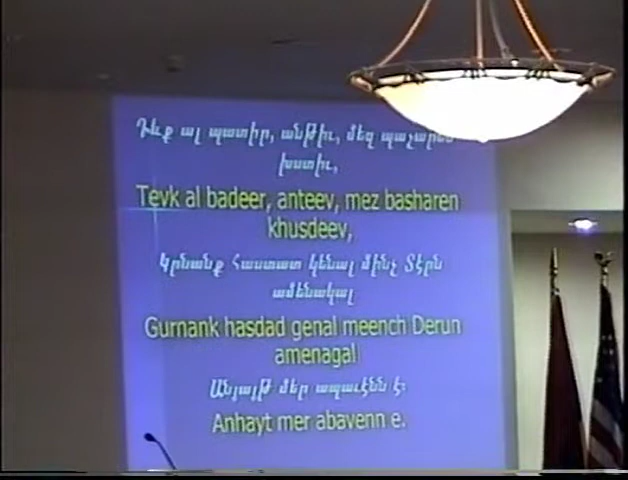 Դևք ալ պատիր, անթիւ, մեզ պաշարեն
խստիւ,
Tevk al badeer, anteev, mez basharen
khusdeev,
Կրնանք հաստատ կենալ մինչ Տէրն
ամենակալ
Gurnank hasdad genal meench Derun
amenagal
Անյայթ մեր ապաւէնն է։
Anhayt mer abavenn e.